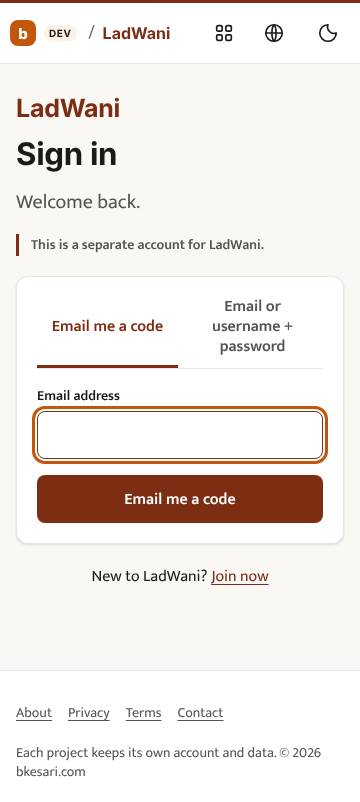 b DEV / LadWani
LadWani
Sign in
Welcome back.
This is a separate account for LadWani.
Email me a code
Email or
username +
password
Email address
Email me a code
New to LadWani? Join now
About Privacy Terms Contact
Each project keeps its own account and data. © 2026
bkesari.com